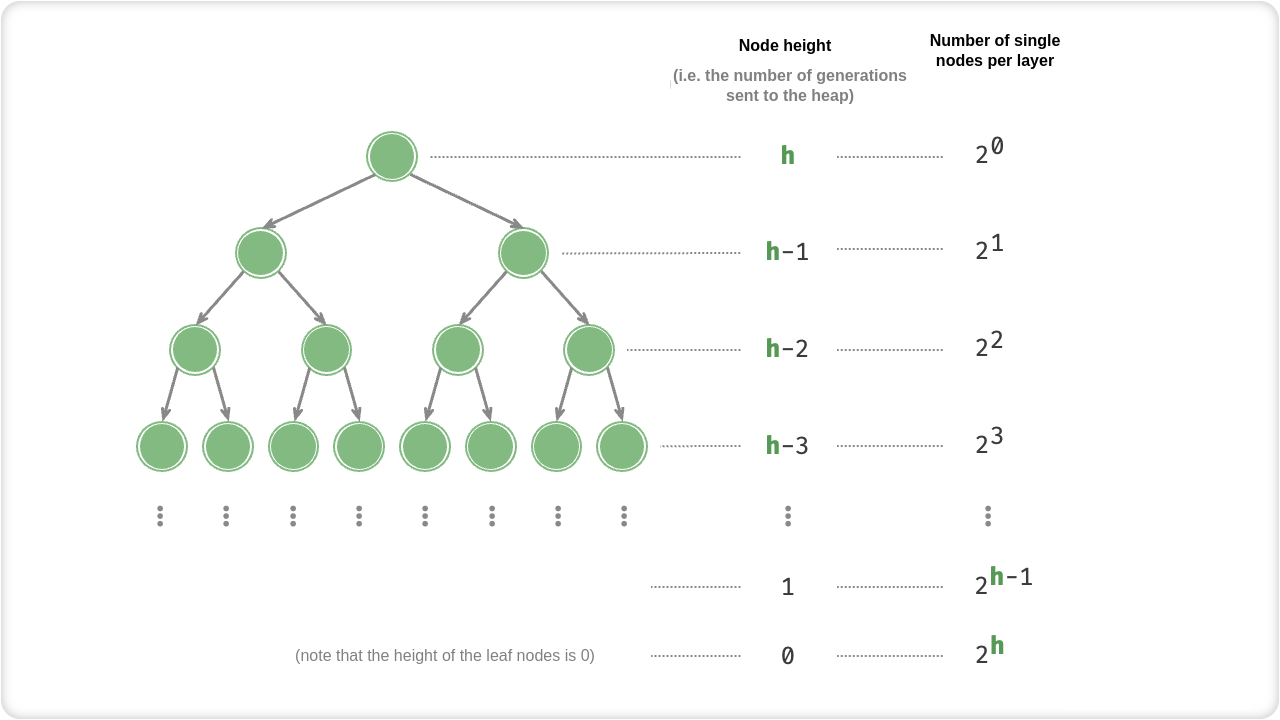 Node height
(i.e. the number of generations
sent to the heap)
Number of single
nodes per layer
h 2^0
h-1 2^1
h-2 2^2
h-3 2^3
1 2^h-1
(note that the height of the leaf nodes is 0) 0 2^h